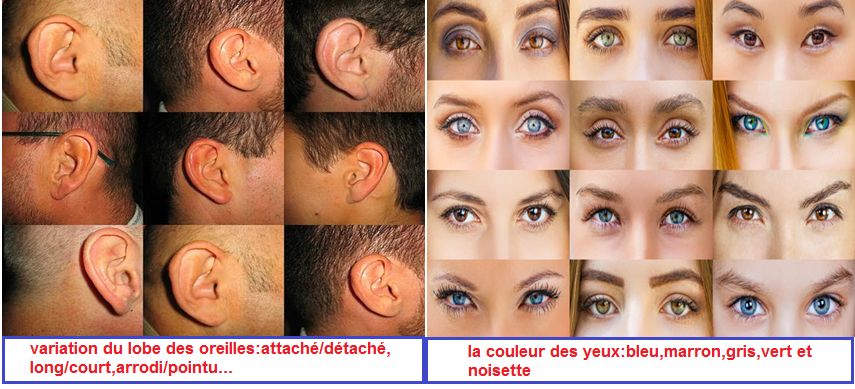 variation du lobe des oreilles:attaché/détaché,
long/court,arrodi/pointu...
la couleur des yeux:bleu,marron,gris,vert et
noisette